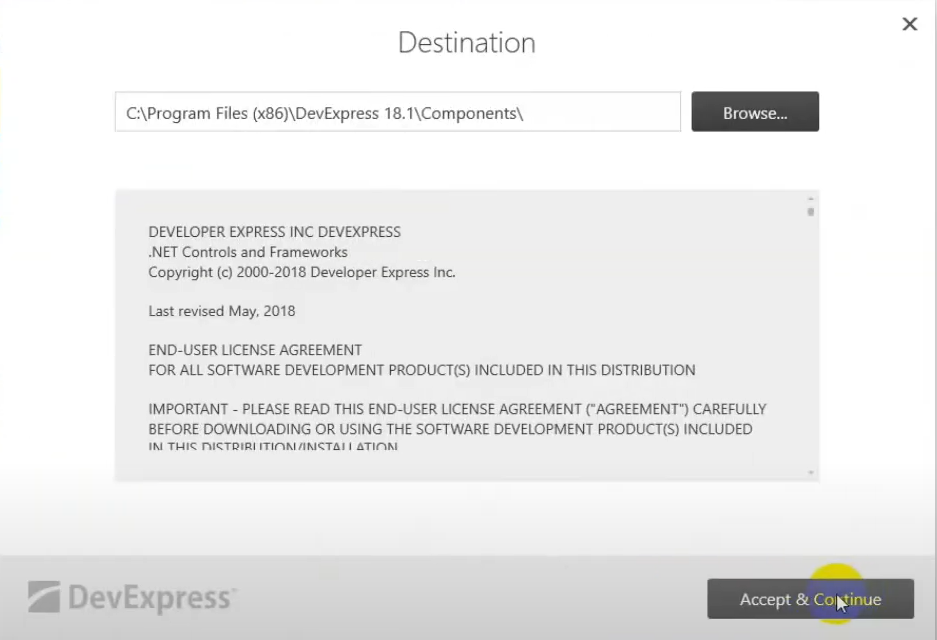 Destination
C:\Program Files (x86)\DevExpress 18.1\Components\
Browse...
DEVELOPER EXPRESS INC DEVEXPRESS
.NET Controls and Frameworks
Copyright (c) 2000-2018 Developer Express Inc.
Last revised May, 2018
END-USER LICENSE AGREEMENT
FOR ALL SOFTWARE DEVELOPMENT PRODUCT(S) INCLUDED IN THIS DISTRIBUTION
IMPORTANT - PLEASE READ THIS END-USER LICENSE AGREEMENT ("AGREEMENT") CAREFULLY
BEFORE DOWNLOADING OR USING THE SOFTWARE DEVELOPMENT PRODUCT(S) INCLUDED
IN THIS DISTRIBUTION/INSTALLATION
DevExpress
Accept & Continue